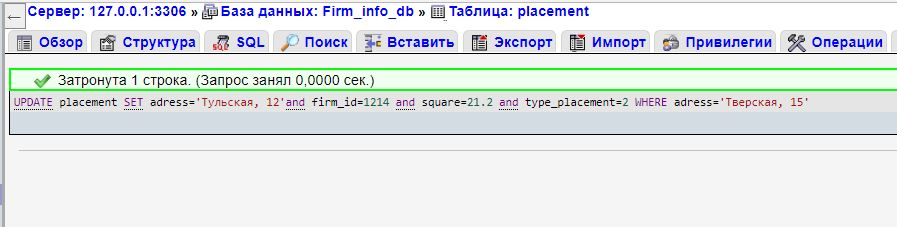 Сервер: 127.0.0.1:3306 » База данных: Firm_info_db » Таблица: placement
Обзор Структура SQL Поиск Вставить Экспорт Импорт Привилегии Операции
Затронута 1 строка. (Запрос занял 0,0000 сек.)
UPDATE placement SET adress='Тульская, 12'and firm_id=1214 and square=21.2 and type_placement=2 WHERE adress='Тверская, 15'